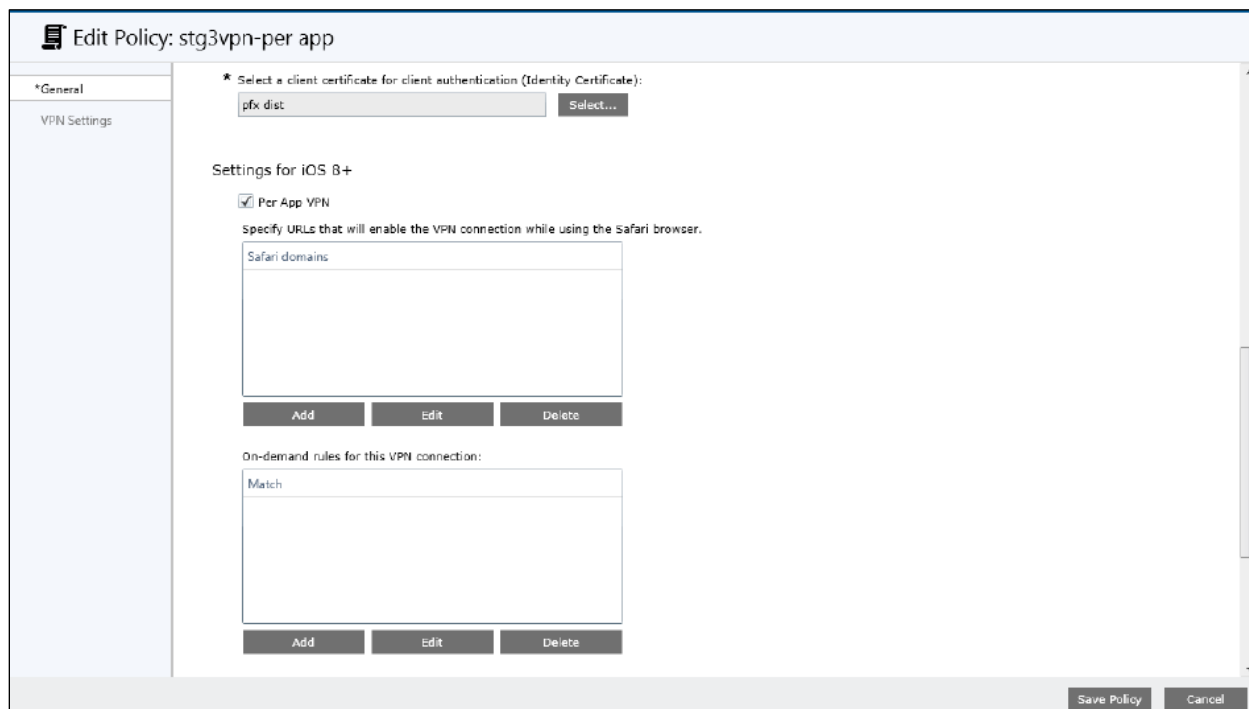 Edit Policy: stg3vpn-per app
*General
VPN Settings
* Select a client certificate for client authentication (Identity Certificate):
pfx dist
Select...
Settings for iOS 8+
Per App VPN
Specify URLs that will enable the VPN connection while using the Safari browser.
Safari domains
Add Edit Delete
On-demand rules for this VPN connection:
Match
Add Edit Delete
Save Policy Cancel